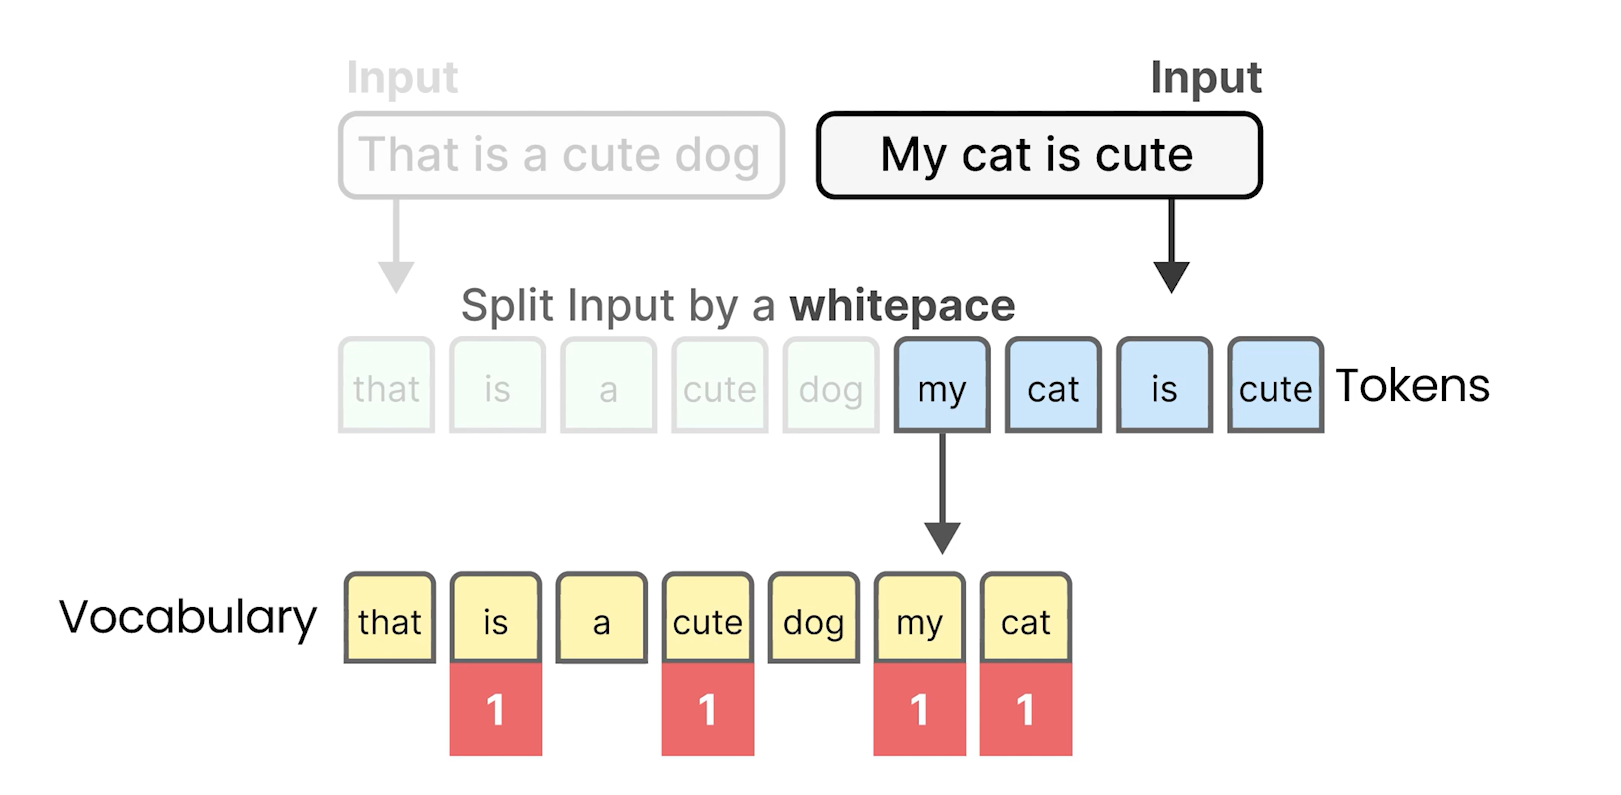 Input
Input
That is a cute dog
My cat is cute
Split Input by a whitepace
that is a cute dog my cat is cute Tokens
Vocabulary that is a cute dog my cat
1 1 1 1